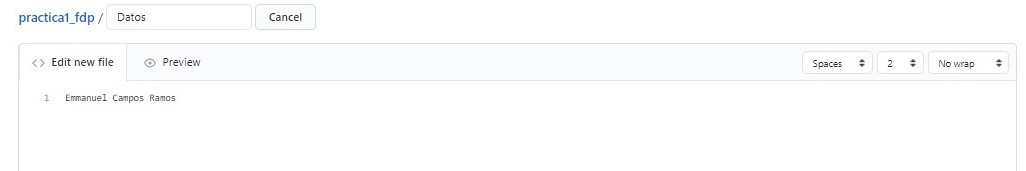 practica1_fdp / Datos Cancel
<> Edit new file Preview Spaces 2 No wrap
1 Emmanuel Campos Ramos